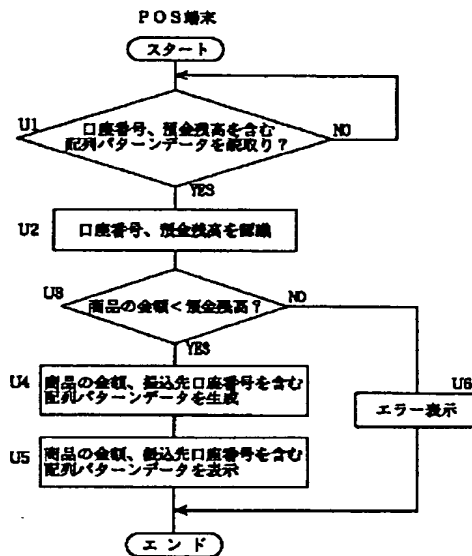 POS端末
スタート
U1
口座番号、預金残高を含む
配列パターンデータを読取り?
NO
YES
U2
口座番号、預金残高を認識
U3
商品の金額<預金残高?
NO
YES
U4
商品の金額、振込先口座番号を含む
配列パターンデータを生成
U6
エラー表示
U5
商品の金額、振込先口座番号を含む
配列パターンデータを表示
エンド